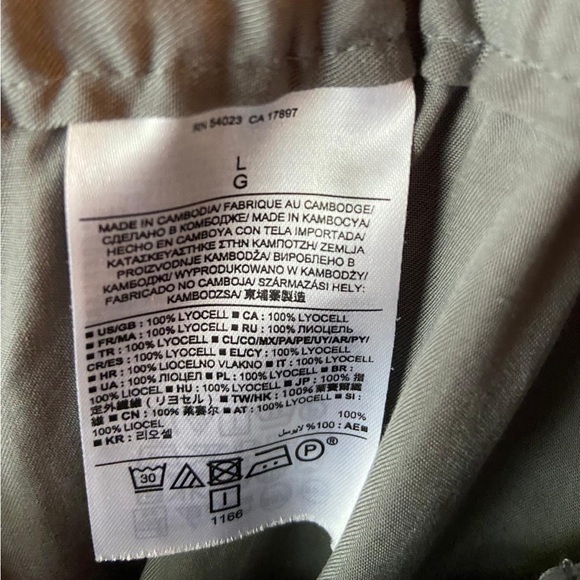 RN 54023 CA 17897
L
G
MADE IN CAMBODIA/ FABRIQUE AU CAMBODGE/
СДЕЛАНО В КОМБОДЖЕ/ MADE IN KAMBOCYA/
HECHO EN CAMBOYA CON TELA IMPORTADA/
ΚΑΤΑΣΚΕΥΑΣΤΗΚΕ ΣΤΗΝ ΚΑΜΠΟΤΖΗ/ ZEMLJA
PROIZVODNJE KAMBODŽA/ ВИРОБЛЕНО В
КАМБОДЖІ/ WYPRODUKOWANO W KAMBODŻY/
FABRICADO NO CAMBOJA/ SZÁRMAZÁSI HELY:
KAMBODZSA/ 柬埔寨製造
■ US/GB : 100% LYOCELL ■ CA : 100% LYOCELL
■ FR/MA : 100% LYOCELL ■ RU : 100% ЛИОЦЕЛЬ
■ TR : 100% LYOCELL ■ CL/CO/MX/PA/PE/UY/AR/PY/
CR/ES : 100% LYOCELL ■ EL/CY : 100% LYOCELL
■ HR : 100% LIOCELNO VLAKNO ■ IT : 100% LYOCELL
■ UA : 100% ЛІОЦЕЛ ■ PL : 100% LYOCELL ■ BR :
100% LIOCEL ■ HU : 100% LYOCELL ■ JP : 100% 指
定外繊維 (リヨセル) ■ TW/HK : 100% 萊賽爾纖
維 ■ CN : 100% 莱赛尔 ■ AT : 100% LYOCELL ■ SI :
100% LIOCEL 100%
■ KR : 리오셀 ■ AE : 100% لايوسل
30 P ®
I
1166